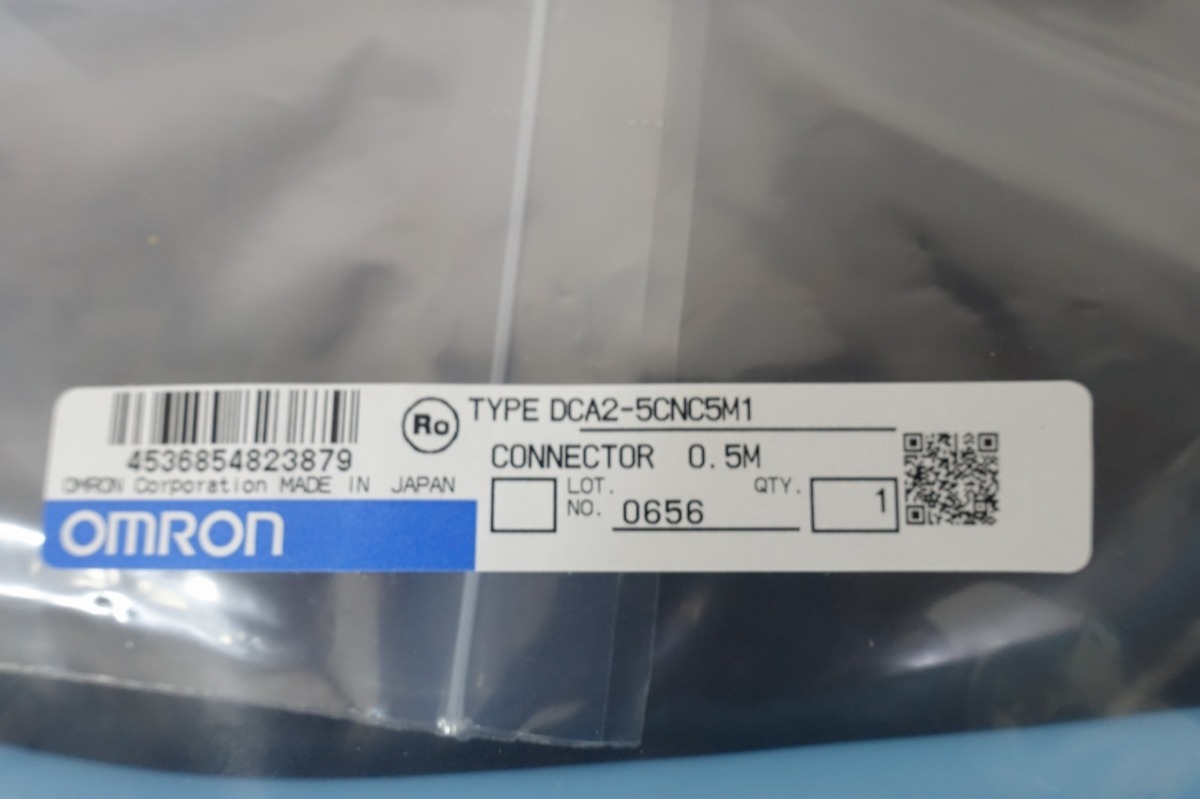 4536854823879
OMRON Corporation MADE IN JAPAN
OMRON
Ro
TYPE DCA2-5CNC5M1
CONNECTOR 0.5M
LOT. NO. 0656
QTY. 1